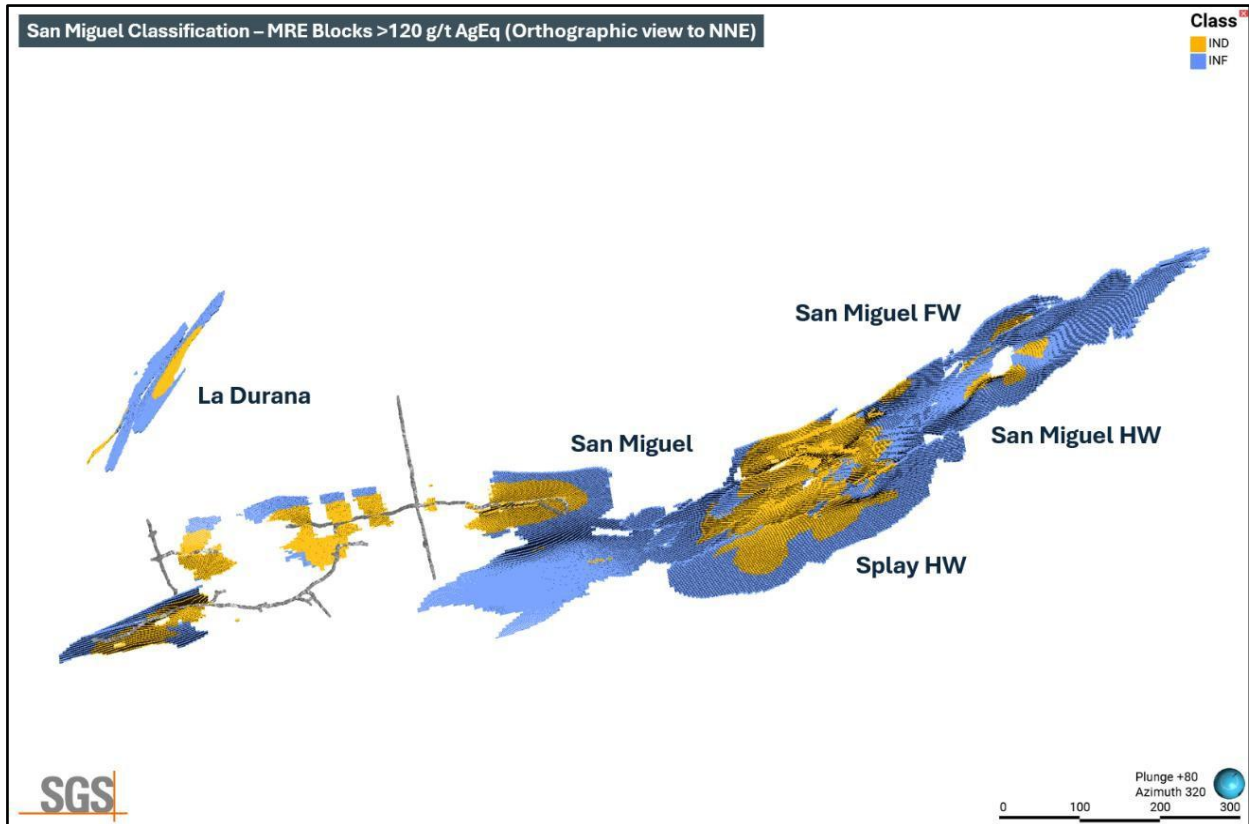 San Miguel Classification – MRE Blocks >120 g/t AgEq (Orthographic view to NNE)
Class
IND
INF
San Miguel FW
La Durana
San Miguel
San Miguel HW
Splay HW
SGS
Plunge +80
Azimuth 320
0 100 200 300